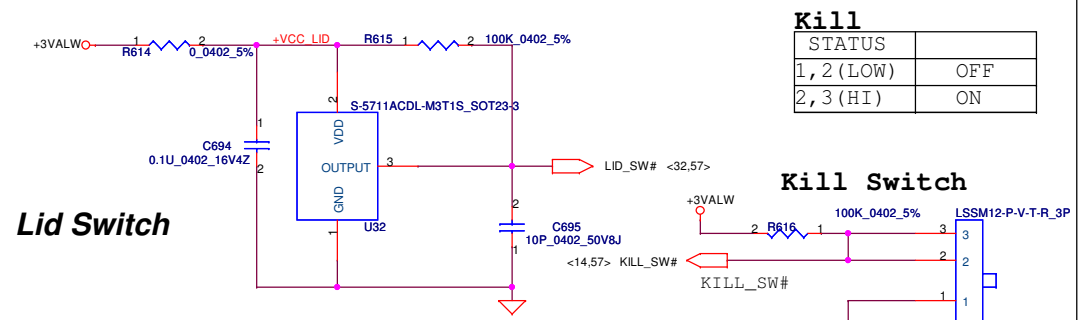 Kill
STATUS
1,2(LOW) OFF
2,3(HI) ON
+3VALW
1
2
R614
0_0402_5%
+VCC_LID
R615
1
2
100K_0402_5%
2
S-5711ACDL-M3T1S_SOT23-3
VDD
1
C694
0.1U_0402_16V4Z
2
OUTPUT
3
LID_SW# <32,57>
GND
U32
1
2
C695
10P_0402_50V8J
1
Lid Switch
Kill Switch
+3VALW
100K_0402_5%
LSSM12-P-V-T-R_3P
2
R616
1
3
3
<14,57> KILL_SW#
2
2
KILL_SW#
1
1